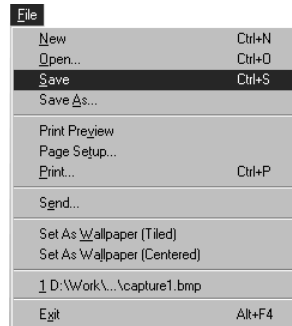 File
New Ctrl+N
Open... Ctrl+O
Save Ctrl+S
Save As...
Print Preview
Page Setup...
Print... Ctrl+P
Send...
Set As Wallpaper (Tiled)
Set As Wallpaper (Centered)
1 D:\Work\...\capture1.bmp
Exit Alt+F4